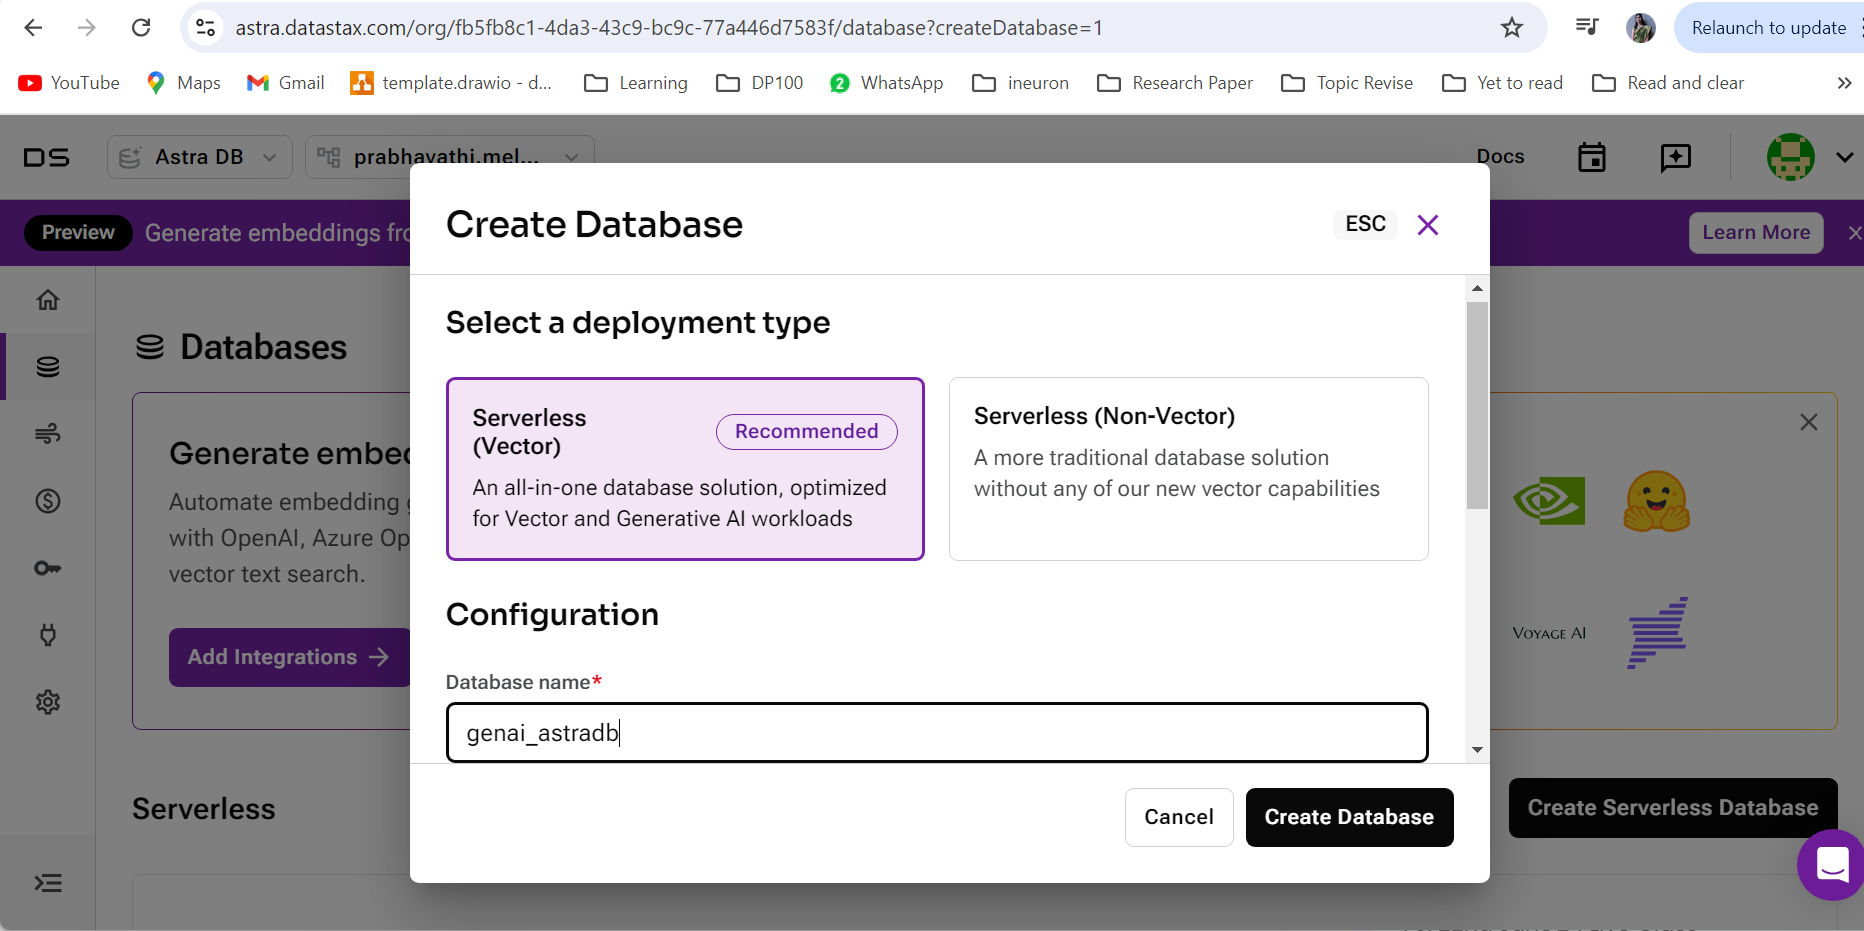 astra.datastax.com/org/fb5fb8c1-4da3-43c9-bc9c-77a446d7583f/database?createDatabase=1
Relaunch to update
YouTube
Maps
Gmail
template.drawio - d...
Learning
DP100
2
WhatsApp
ineuron
Research Paper
Topic Revise
Yet to read
Read and clear
DS
Astra DB
prabhavathi.mel...
Docs
Preview
Generate embeddings fro
Learn More
Create Database
ESC
Select a deployment type
Serverless
(Vector)
Recommended
An all-in-one database solution, optimized
for Vector and Generative AI workloads
Serverless (Non-Vector)
A more traditional database solution
without any of our new vector capabilities
Configuration
Database name*
genai_astradb
Cancel
Create Database
Databases
Generate embed
Automate embedding g
with OpenAI, Azure Op
vector text search.
Add Integrations
VOYAGE AI
Serverless
Create Serverless Database